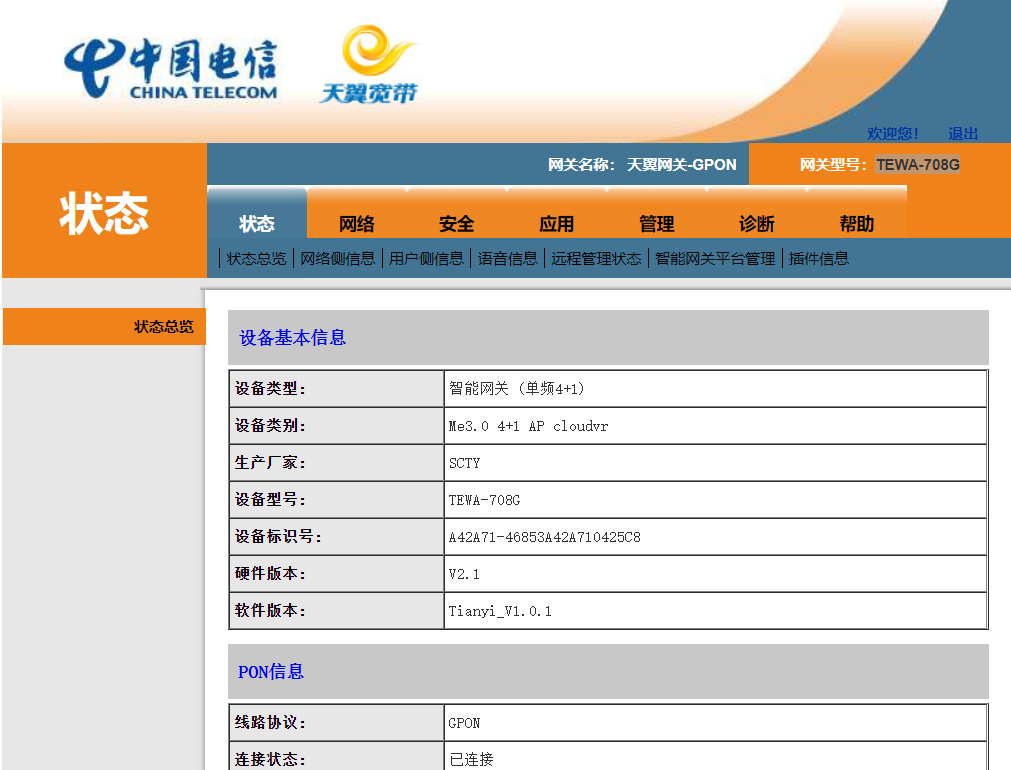 中国电信
CHINA TELECOM
天翼宽带
欢迎您! 退出
网关名称: 天翼网关-GPON 网关型号: TEWA-708G
状态
状态 网络 安全 应用 管理 诊断 帮助
状态总览 网络侧信息 用户侧信息 语音信息 远程管理状态 智能网关平台管理 插件信息
状态总览
设备基本信息
设备类型: 智能网关 (单频4+1)
设备类别: Me3.0 4+1 AP cloudvr
生产厂家: SCTY
设备型号: TEWA-708G
设备标识号: A42A71-46853A42A710425C8
硬件版本: V2.1
软件版本: Tianyi_V1.0.1
PON信息
线路协议: GPON
连接状态: 已连接